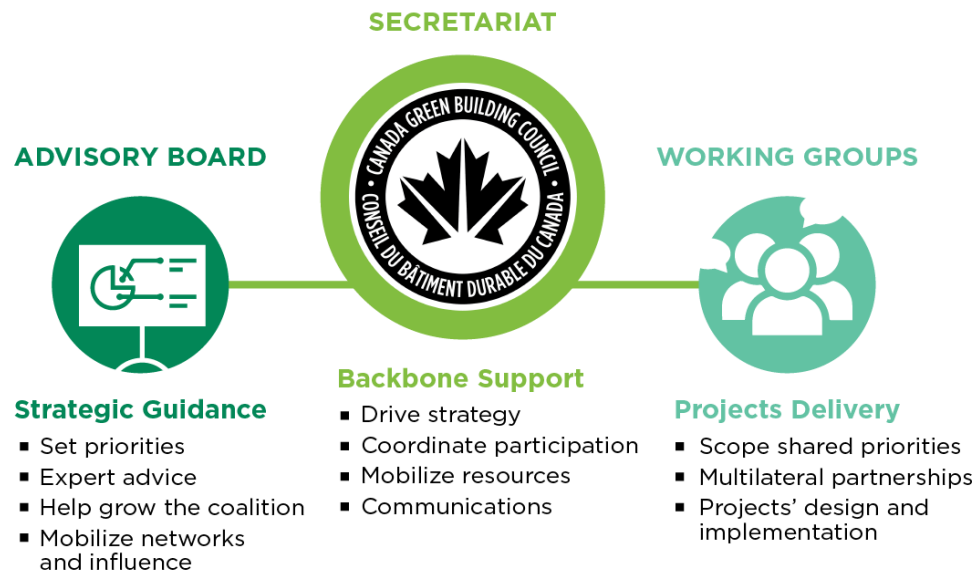 SECRETARIAT
CANADA GREEN BUILDING COUNCIL •
CONSEIL DU BÂTIMENT DURABLE DU CANADA •
ADVISORY BOARD
WORKING GROUPS
Strategic Guidance
▪ Set priorities
▪ Expert advice
▪ Help grow the coalition
▪ Mobilize networks
and influence
Backbone Support
▪ Drive strategy
▪ Coordinate participation
▪ Mobilize resources
▪ Communications
Projects Delivery
▪ Scope shared priorities
▪ Multilateral partnerships
▪ Projects’ design and
implementation